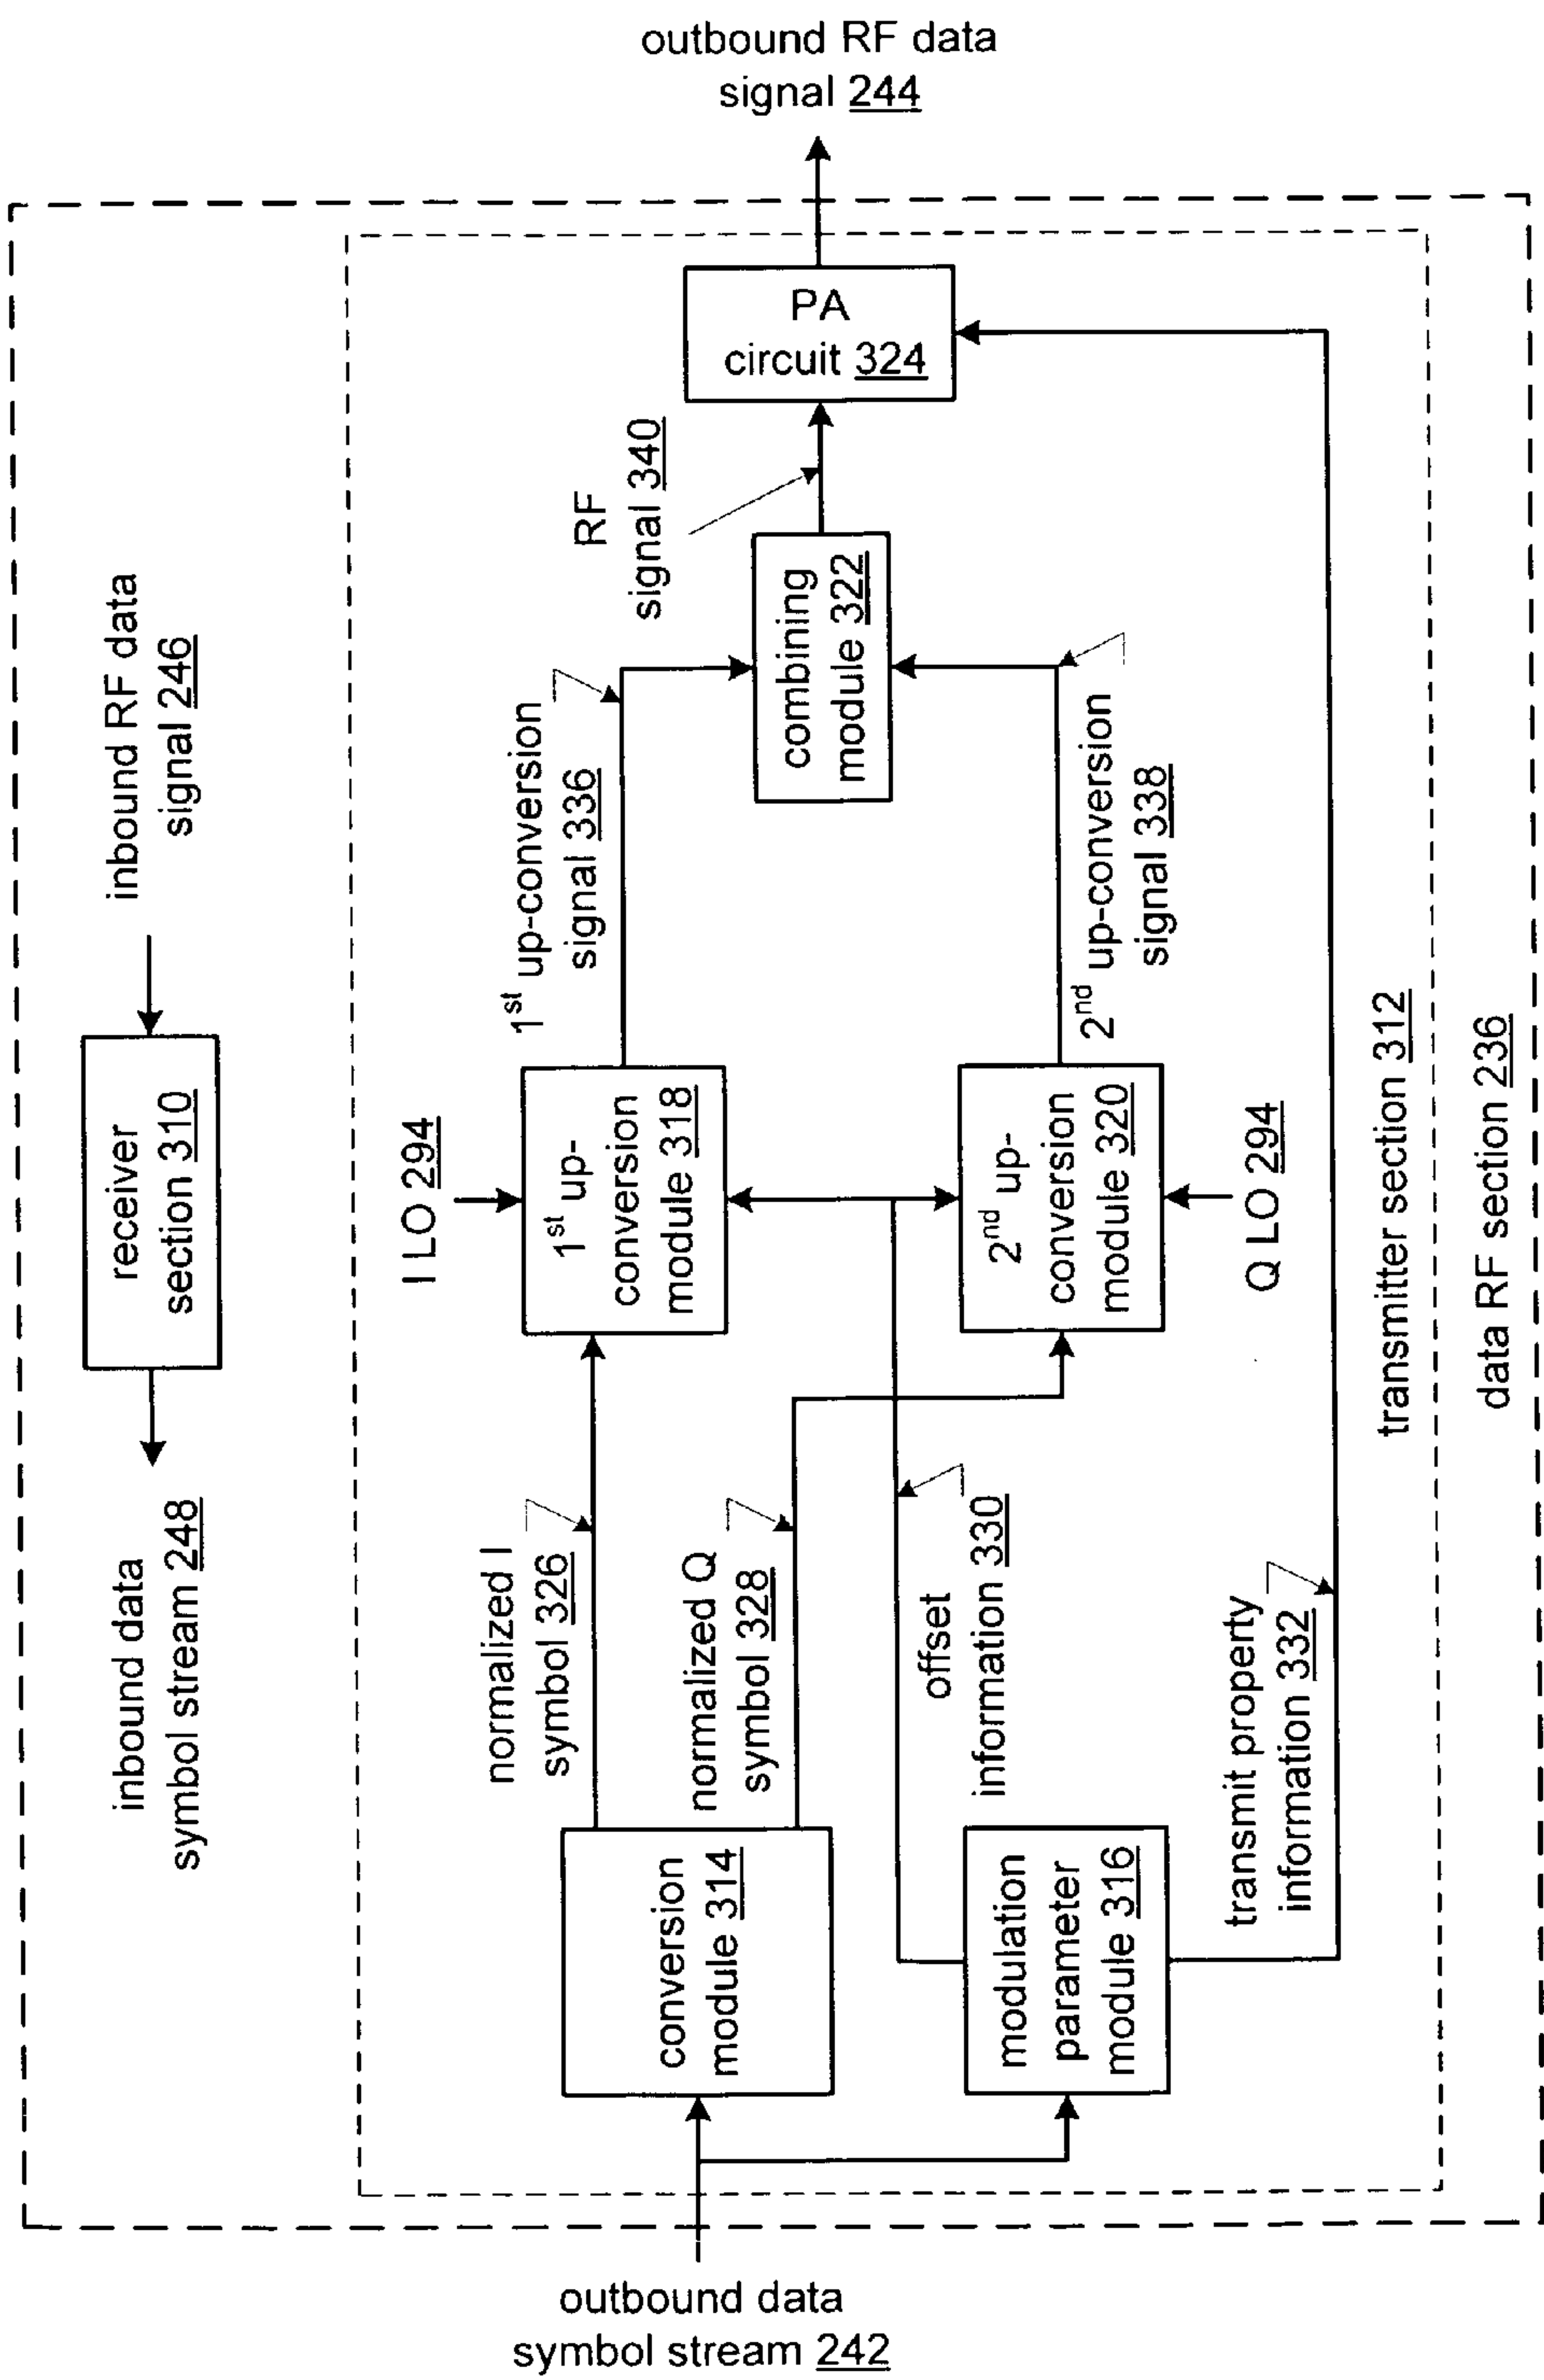 outbound RF data
signal 244
inbound RF data
signal 246
receiver
section 310
inbound data
symbol stream 248
PA
circuit 324
RF
signal 340
combining
module 322
1st up-conversion
signal 336
2nd up-conversion
signal 338
I LO 294
1st up-
conversion
module 318
2nd up-
conversion
module 320
Q LO 294
normalized I
symbol 326
normalized Q
symbol 328
offset
information 330
transmit property
information 332
conversion
module 314
modulation
parameter
module 316
transmitter section 312
data RF section 236
outbound data
symbol stream 242